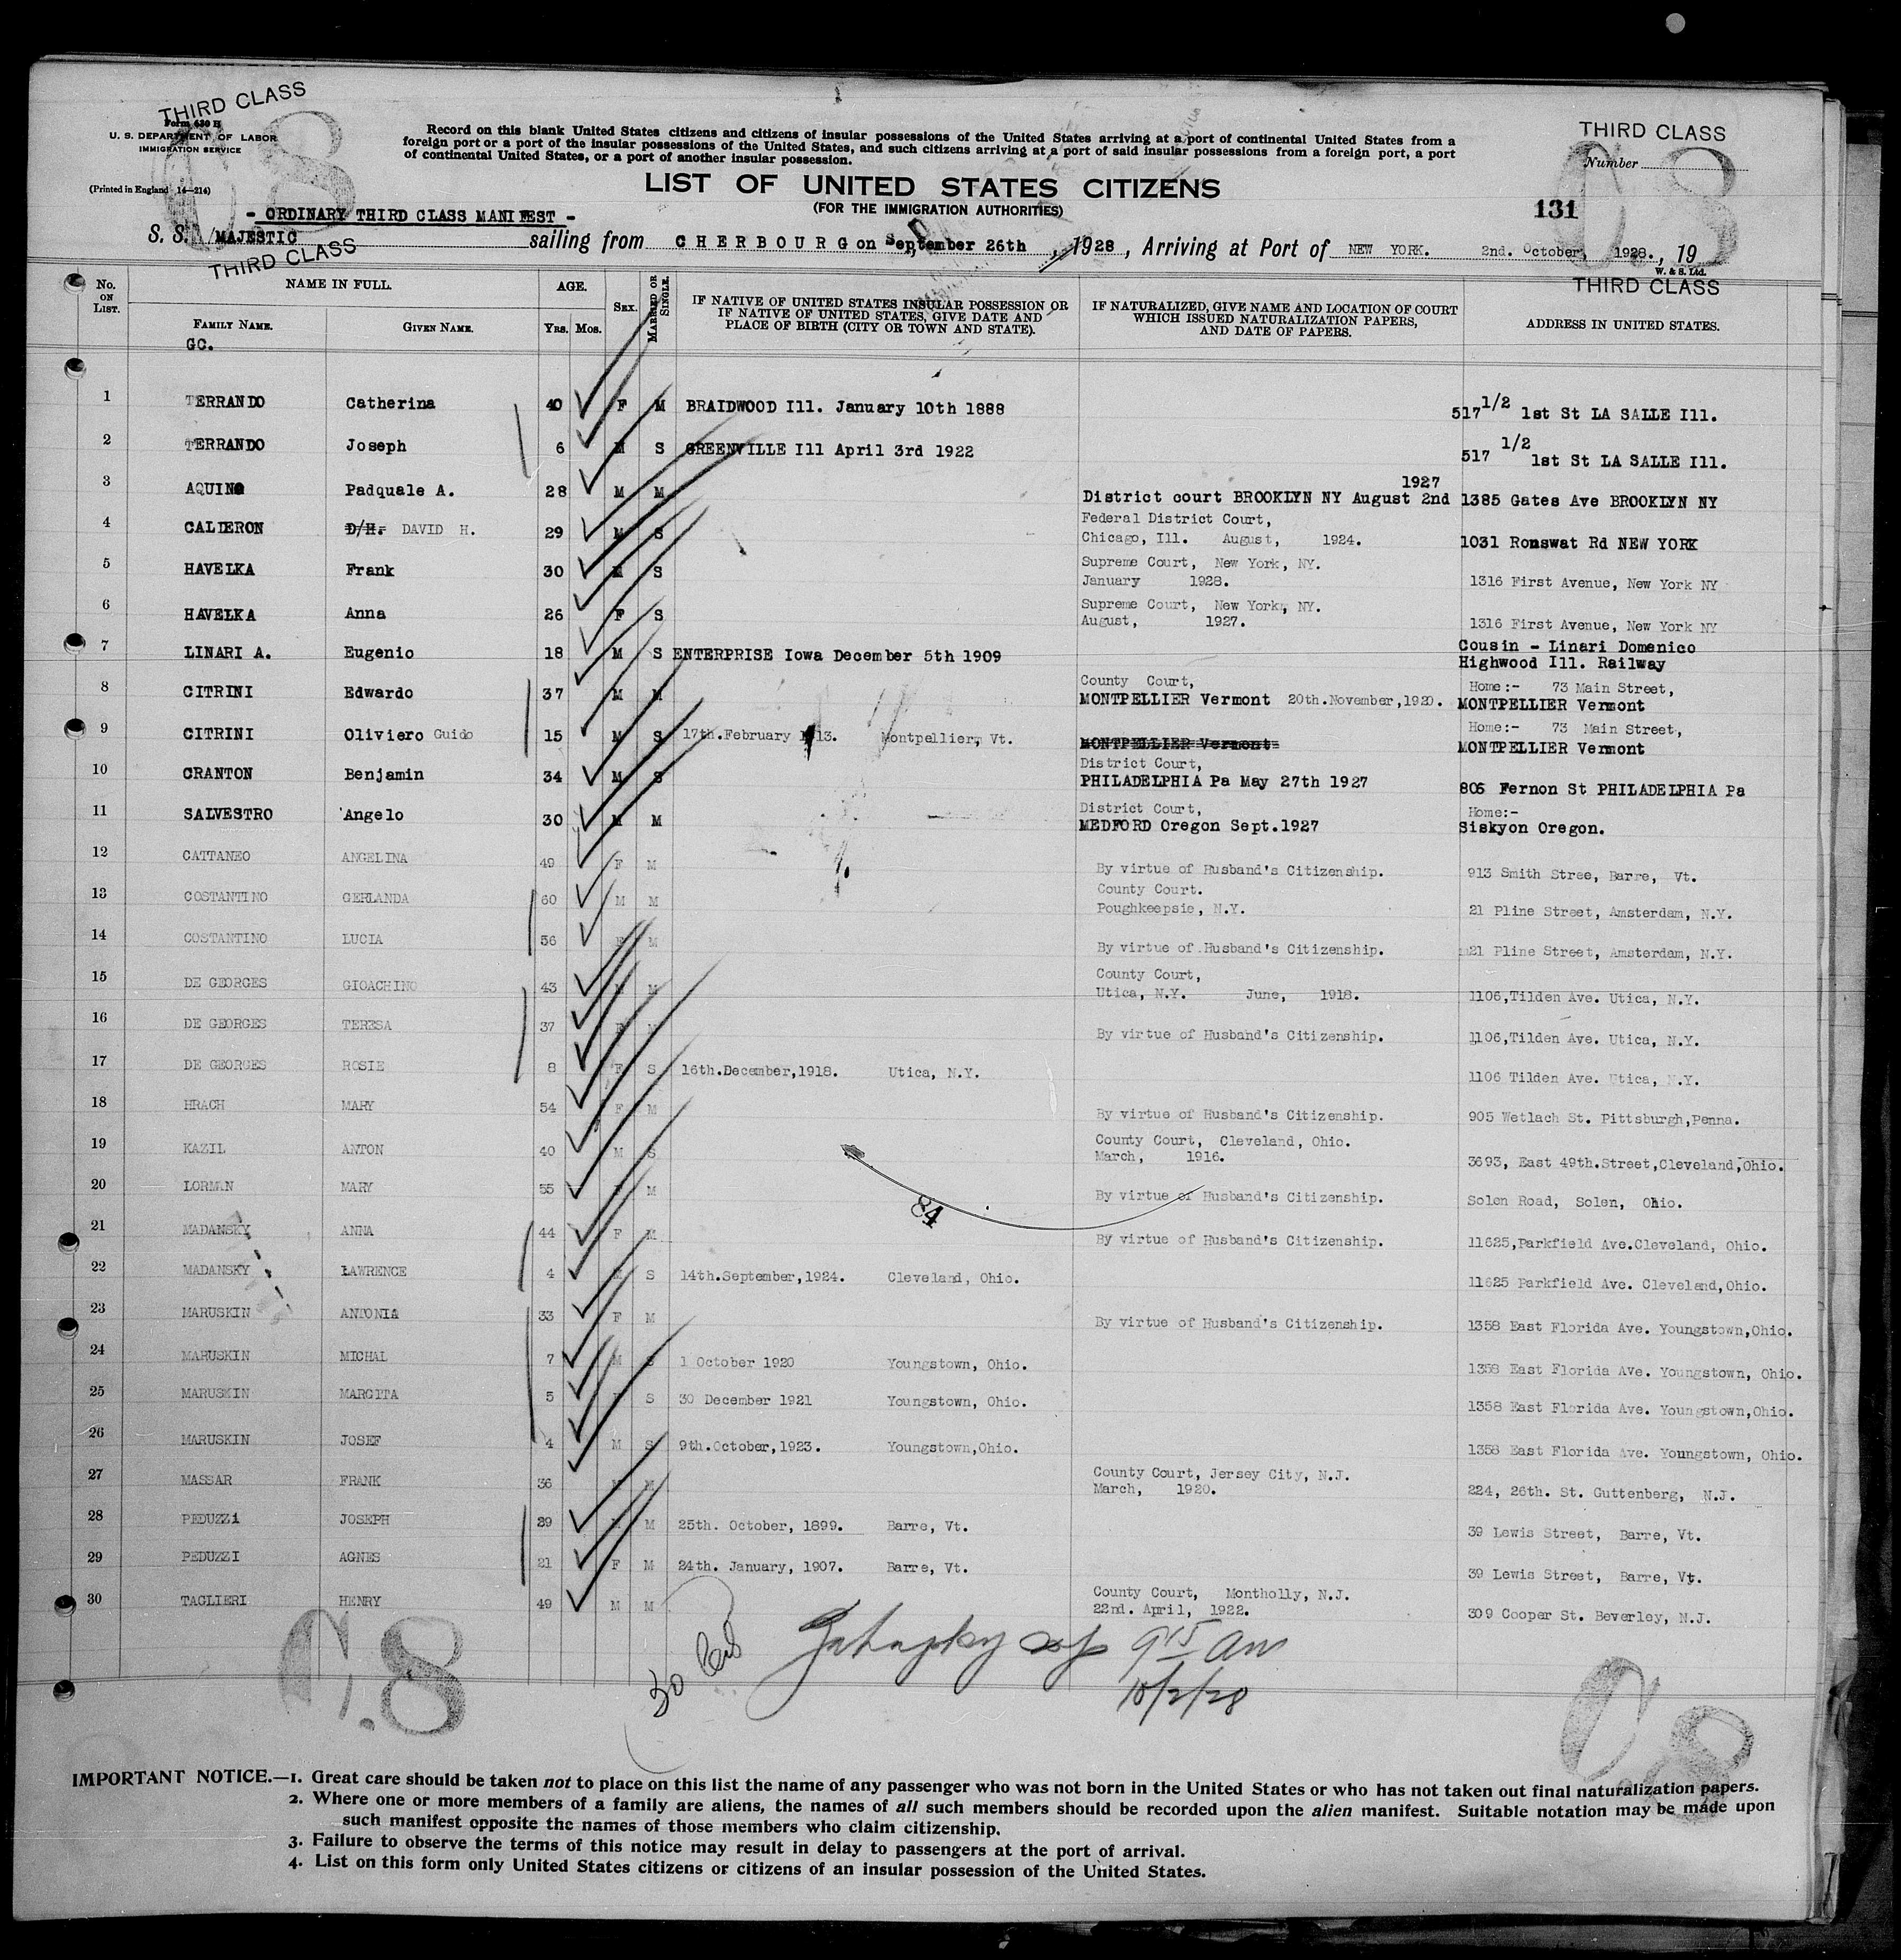 THIRD CLASS
Form 630 B
U. S. DEPARTMENT OF LABOR
IMMIGRATION SERVICE
(Printed in England 14—214)
C 8
Record on this blank United States citizens and citizens of insular possessions of the United States arriving at a port of continental United States from a
foreign port or a port of the insular possessions of the United States, and such citizens arriving at a port of said insular possessions from a foreign port, a port
of continental United States, or a port of another insular possession.
THIRD CLASS
Number
C 8
LIST OF UNITED STATES CITIZENS
(FOR THE IMMIGRATION AUTHORITIES)
131
- ORDINARY THIRD CLASS MANIFEST -
S. S. MAJESTIC sailing from CHERBOURG on September 26th, 1928, Arriving at Port of NEW YORK. 2nd. October, 1928., 19
W. & S. Ltd.
THIRD CLASS
THIRD CLASS
No. ON LIST. NAME IN FULL. AGE. SEX. MARRIED OR SINGLE. IF NATIVE OF UNITED STATES INSULAR POSSESSION OR IF NATIVE OF UNITED STATES, GIVE DATE AND PLACE OF BIRTH (CITY OR TOWN AND STATE). IF NATURALIZED, GIVE NAME AND LOCATION OF COURT WHICH ISSUED NATURALIZATION PAPERS, AND DATE OF PAPERS. ADDRESS IN UNITED STATES.
FAMILY NAME. GIVEN NAME. YRS. MOS.
GC.
1 TERRANDO Catherina 40 F M BRAIDWOOD Ill. January 10th 1888 517 1/2 1st St LA SALLE Ill.
2 TERRANDO Joseph 6 M S GREENVILLE Ill April 3rd 1922 517 1/2 1st St LA SALLE Ill.
3 AQUINO Padquale A. 28 M M District court BROOKLYN NY August 2nd 1927 1385 Gates Ave BROOKLYN NY
4 CALDERON D/H. DAVID H. 29 M S Federal District Court, Chicago, Ill. August, 1924. 1031 Ronswat Rd NEW YORK
5 HAVELKA Frank 30 M S Supreme Court, New York, NY. January 1928. 1316 First Avenue, New York NY
6 HAVELKA Anna 26 F S Supreme Court, New York, NY. August, 1927. 1316 First Avenue, New York NY
7 LINARI A. Eugenio 18 M S ENTERPRISE Iowa December 5th 1909 Cousin - Linari Domenico Highwood Ill. Railway
8 CITRINI Edwardo 37 M M County Court, MONTPELLIER Vermont 20th.November,1920. Home:- 73 Main Street, MONTPELLIER Vermont
9 CITRINI Oliviero Guido 15 M S 17th.February 1913. Montpellier, Vt. MONTPELLIER Vermont Home:- 73 Main Street, MONTPELLIER Vermont
10 CRANTON Benjamin 34 M S District Court, PHILADELPHIA Pa May 27th 1927 806 Fernon St PHILADELPHIA Pa
11 SALVESTRO Angelo 30 M M District Court, MEDFORD Oregon Sept.1927 Home:- Siskyon Oregon.
12 CATTANEO ANGELINA 49 F M By virtue of Husband's Citizenship. 913 Smith Stree, Barre, Vt.
13 COSTANTINO GERLANDA 60 M M County Court. Poughkeepsie, N.Y. 21 Pline Street, Amsterdam, N.Y.
14 COSTANTINO LUCIA 56 F M By virtue of Husband's Citizenship. 21 Pline Street, Amsterdam, N.Y.
15 DE GEORGES GIOACHINO 43 M M County Court, Utica, N.Y. June, 1918. 1106,Tilden Ave. Utica, N.Y.
16 DE GEORGES TERESA 37 F M By virtue of Husband's Citizenship. 1106,Tilden Ave. Utica, N.Y.
17 DE GEORGES ROSIE 8 F S 16th.December,1918. Utica, N.Y. 1106 Tilden Ave. Utica, N.Y.
18 HRACH MARY 54 F M By virtue of Husband's Citizenship. 905 Wetlach St. Pittsburgh,Penna.
19 KAZIL ANTON 40 M S County Court, Cleveland, Ohio. March, 1916. 3693, East 49th.Street,Cleveland,Ohio.
20 LORMAN MARY 55 F M By virtue of Husband's Citizenship. Solon Road, Solen, Ohio.
84
21 MADANSKY ANNA 44 F M By virtue of Husband's Citizenship. 11625,Parkfield Ave.Cleveland, Ohio.
22 MADANSKY LAWRENCE 4 M S 14th.September,1924. Cleveland, Ohio. 11625 Parkfield Ave. Cleveland,Ohio.
23 MARUSKIN ANTONIA 33 F M By virtue of Husband's Citizenship. 1358 East Florida Ave. Youngstown,Ohio.
24 MARUSKIN MICHAL 7 M S 1 October 1920 Youngstown, Ohio. 1358 East Florida Ave. Youngstown, Ohio.
25 MARUSKIN MARGITA 5 F S 30 December 1921 Youngstown, Ohio. 1358 East Florida Ave. Youngstown,Ohio.
26 MARUSKIN JOSEF 4 M S 9th.October,1923. Youngstown,Ohio. 1358 East Florida Ave. Youngstown, Ohio.
27 MASSAR FRANK 36 M M County Court, Jersey City, N.J. March, 1920. 224, 26th. St. Guttenberg, N.J.
28 PEDUZZi JOSEPH 29 M M 25th. October, 1899. Barre, Vt. 39 Lewis Street, Barre, Vt.
29 PEDUZZI AGNES 21 F M 24th. January, 1907. Barre, Vt. 39 Lewis Street, Barre, Vt.
30 TAGLIERI HENRY 49 M M County Court, Montholly, N.J. 22nd. April, 1922. 309 Cooper St. Beverley, N.J.
30
9 15 am
10/2/28
C. 8
C 8
IMPORTANT NOTICE.—1. Great care should be taken not to place on this list the name of any passenger who was not born in the United States or who has not taken out final naturalization papers.
2. Where one or more members of a family are aliens, the names of all such members should be recorded upon the alien manifest. Suitable notation may be made upon
such manifest opposite the names of those members who claim citizenship.
3. Failure to observe the terms of this notice may result in delay to passengers at the port of arrival.
4. List on this form only United States citizens or citizens of an insular possession of the United States.